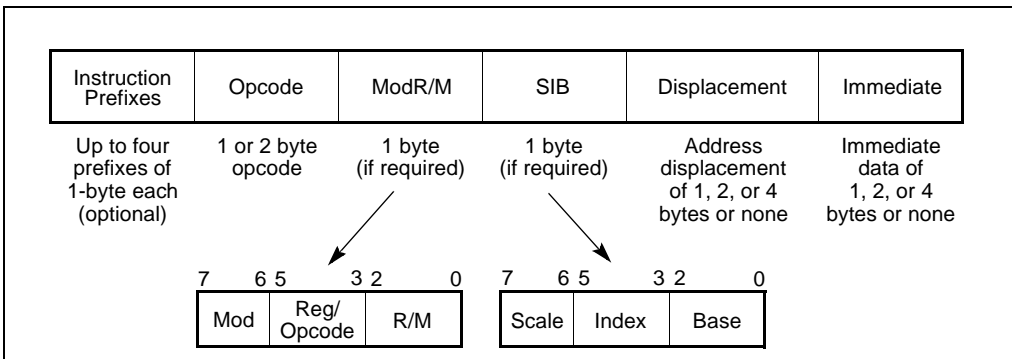 Instruction Prefixes
Opcode
ModR/M
SIB
Displacement
Immediate
Up to four prefixes of 1-byte each (optional)
1 or 2 byte opcode
1 byte (if required)
1 byte (if required)
Address displacement of 1, 2, or 4 bytes or none
Immediate data of 1, 2, or 4 bytes or none
7 6 5 3 2 0
Mod
Reg/ Opcode
R/M
7 6 5 3 2 0
Scale
Index
Base